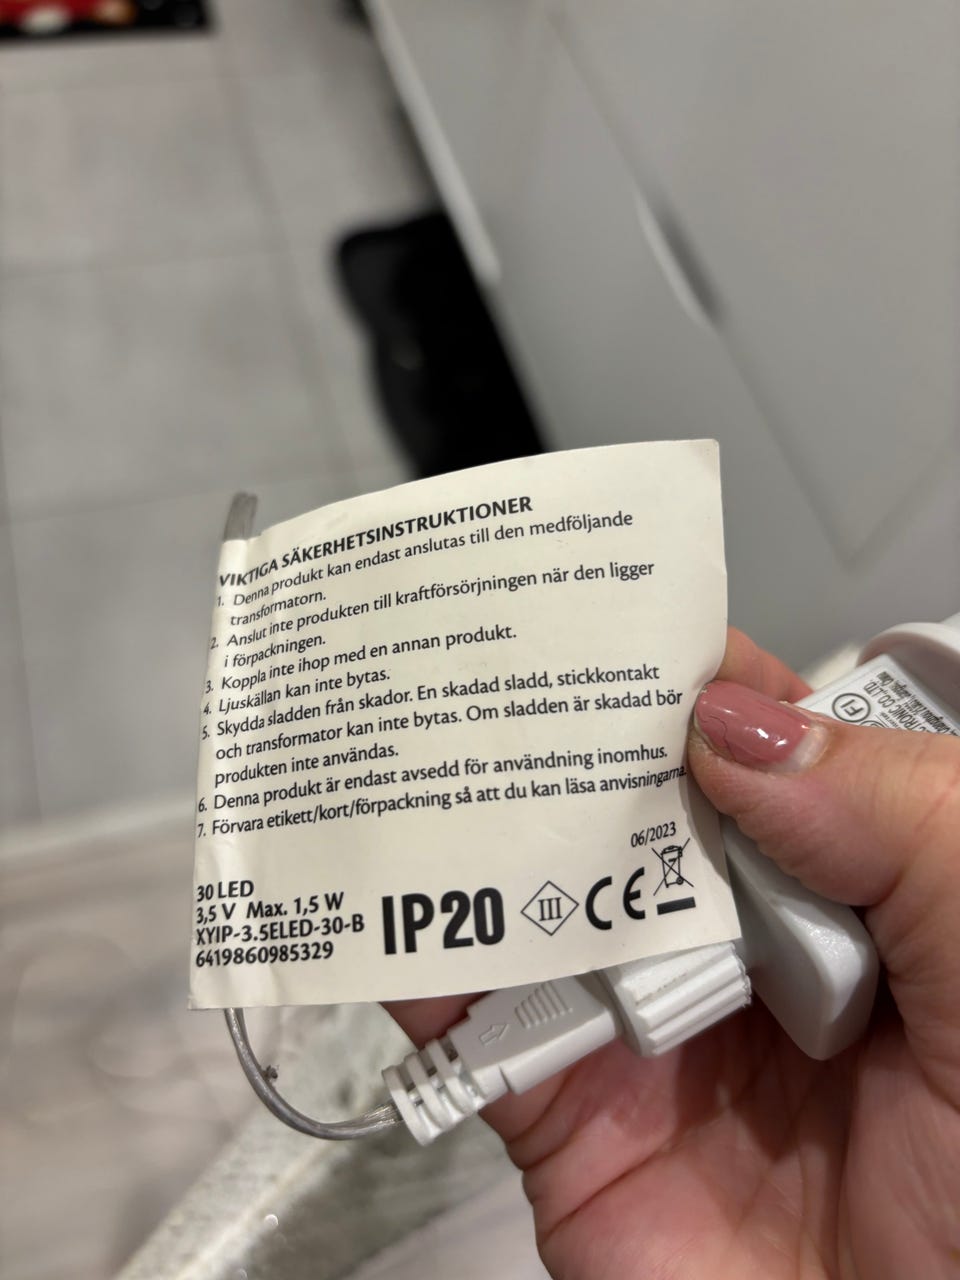 VIKTIGA SÄKERHETSINSTRUKTIONER
1. Denna produkt kan endast anslutas till den medföljande
transformatorn.
2. Anslut inte produkten till kraftförsörjningen när den ligger
i förpackningen.
3. Koppla inte ihop med en annan produkt.
4. Ljuskällan kan inte bytas.
5. Skydda sladden från skador. En skadad sladd, stickkontakt
och transformator kan inte bytas. Om sladden är skadad bör
produkten inte användas.
6. Denna produkt är endast avsedd för användning inomhus.
7. Förvara etikett/kort/förpackning så att du kan läsa anvisningarna.
06/2023
30 LED
3,5 V Max. 1,5 W
XYIP-3.5ELED-30-B
6419860985329
IP20
III
CE
FI
CO.,LTD.